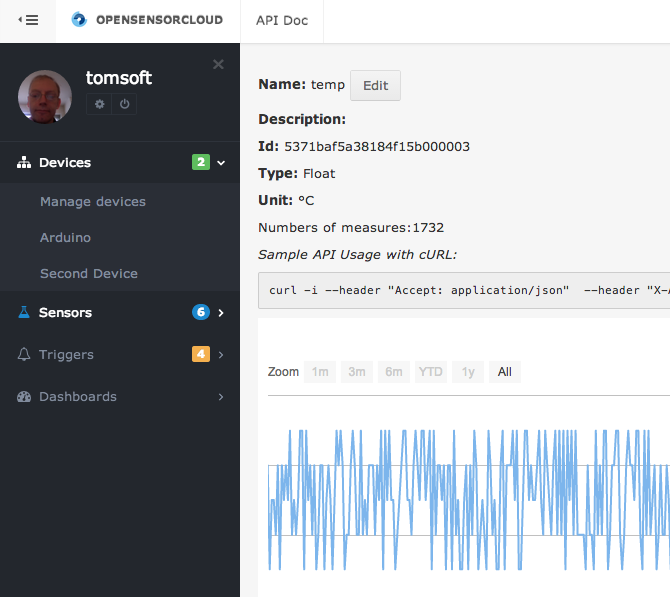 OPENSENSORCLOUD
API Doc
tomsoft
Devices 2
Manage devices
Arduino
Second Device
Sensors 6
Triggers 4
Dashboards
Name: temp Edit
Description:
Id: 5371baf5a38184f15b000003
Type: Float
Unit: °C
Numbers of measures:1732
Sample API Usage with cURL:
curl -i --header "Accept: application/json"  --header "X-A
Zoom 1m 3m 6m YTD 1y All